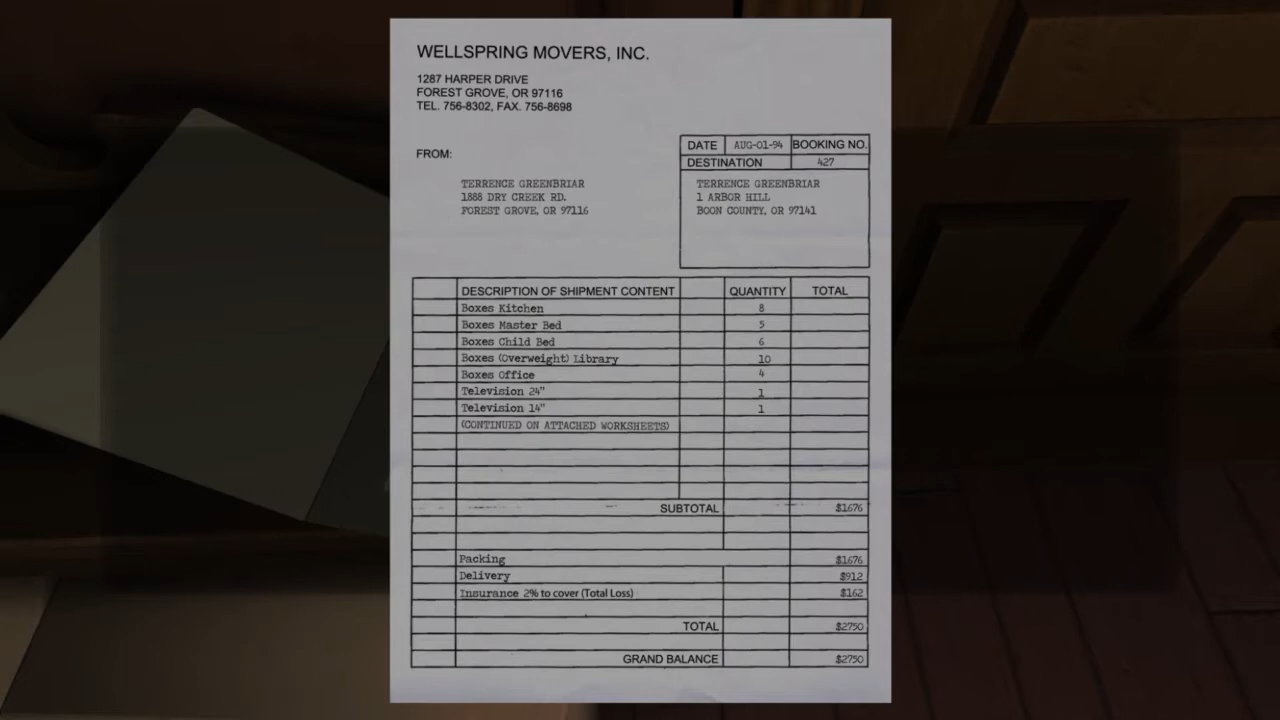 WELLSPRING MOVERS, INC.
1287 HARPER DRIVE
FOREST GROVE, OR 97116
TEL. 756-8302, FAX. 756-8698
DATE AUG-01-94 BOOKING NO.
FROM:
DESTINATION 427
TERRENCE GREENBRIAR
1888 DRY CREEK RD.
FOREST GROVE, OR 97116
TERRENCE GREENBRIAR
1 ARBOR HILL
BOON COUNTY, OR 97141
DESCRIPTION OF SHIPMENT CONTENT QUANTITY TOTAL
Boxes Kitchen 8
Boxes Master Bed 5
Boxes Child Bed 6
Boxes (Overweight) Library 10
Boxes Office 4
Television 24" 1
Television 14" 1
(CONTINUED ON ATTACHED WORKSHEETS)
SUBTOTAL $1676
Packing $1676
Delivery $912
Insurance 2% to cover (Total Loss) $162
TOTAL $2750
GRAND BALANCE $2750